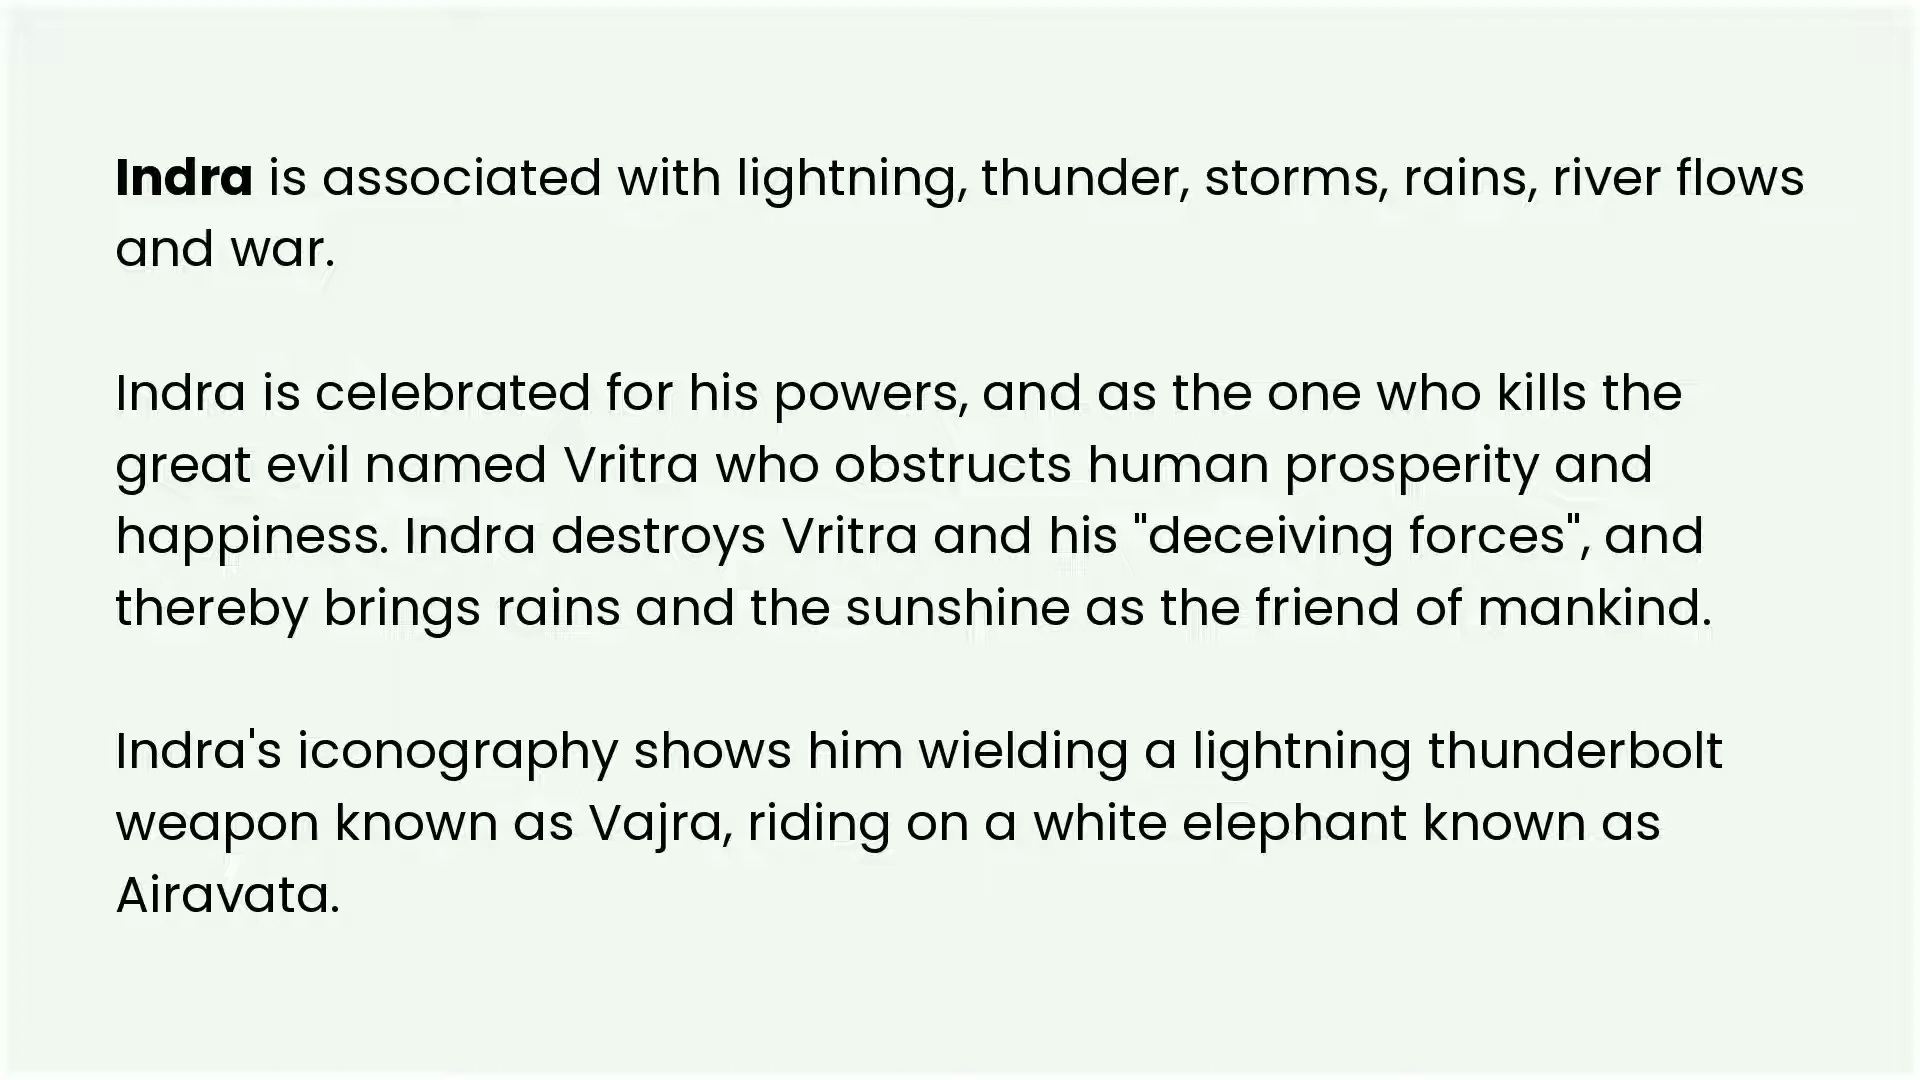 Indra is associated with lightning, thunder, storms, rains, river flows
and war.
Indra is celebrated for his powers, and as the one who kills the
great evil named Vritra who obstructs human prosperity and
happiness. Indra destroys Vritra and his "deceiving forces", and
thereby brings rains and the sunshine as the friend of mankind.
Indra's iconography shows him wielding a lightning thunderbolt
weapon known as Vajra, riding on a white elephant known as
Airavata.